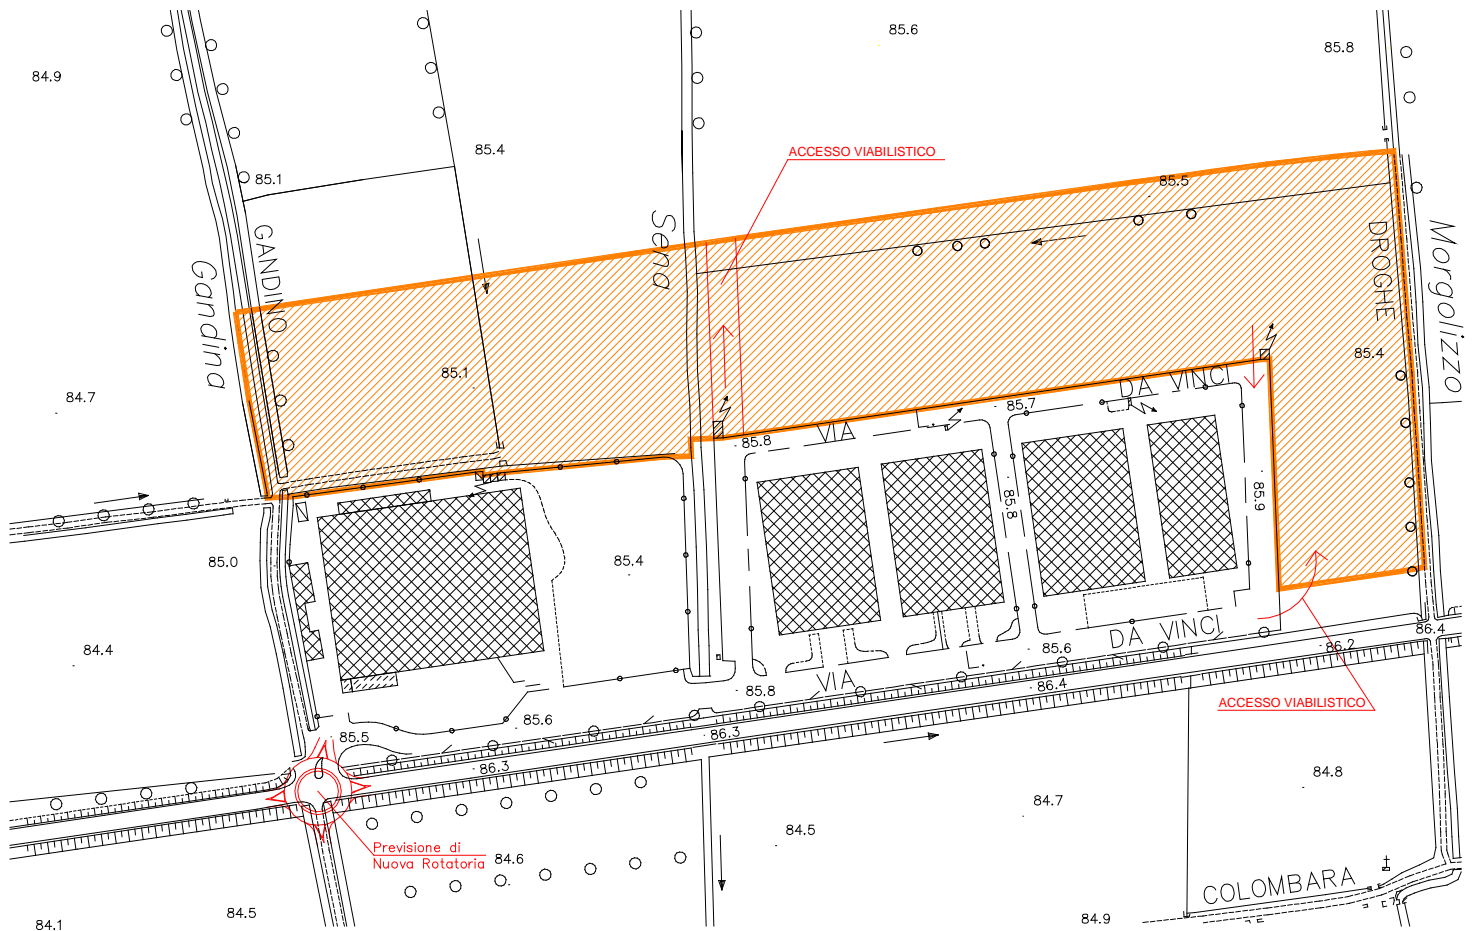 85.6
85.8
84.9
85.4
ACCESSO VIABILISTICO
85.1
85.5
Sena
GANDINO
Gandina
DROGHE
Morgolizzo
85.1
85.4
84.7
DA VINCI
85.7
VIA
L.
85.8
85.8
85.9
85.0
85.4
84.4
DA VINCI
86.4
86.2
85.6
L.
VIA
86.4
85.8
ACCESSO VIABILISTICO
85.6
85.5
86.3
86.3
84.8
84.7
84.5
Previsione di
Nuova Rotatoria
84.6
COLOMBARA
84.5
84.9
84.1